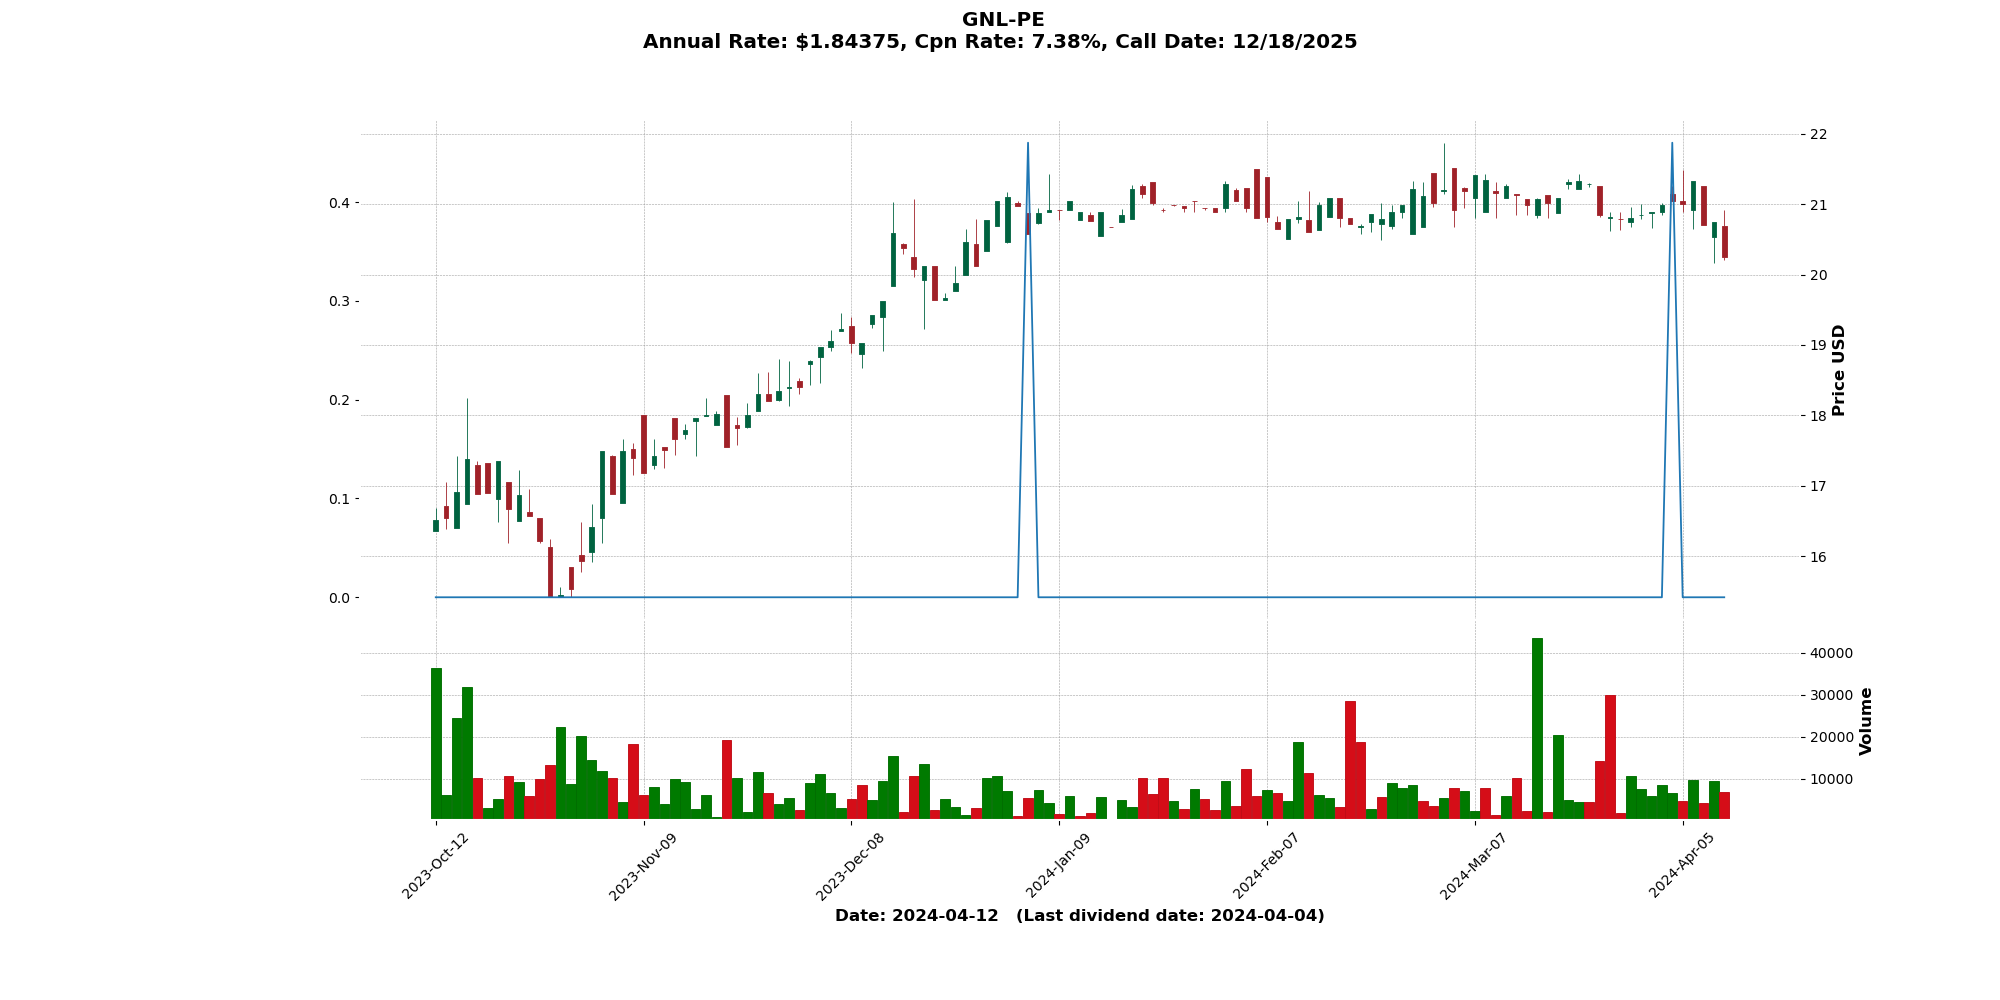 GNL-PE
Annual Rate: $1.84375, Cpn Rate: 7.38%, Call Date: 12/18/2025
22
21
20
19
18
17
16
Price USD
0.4
0.3
0.2
0.1
0.0
40000
30000
20000
10000
Volume
2023-Oct-12
2023-Nov-09
2023-Dec-08
2024-Jan-09
2024-Feb-07
2024-Mar-07
2024-Apr-05
Date: 2024-04-12 (Last dividend date: 2024-04-04)